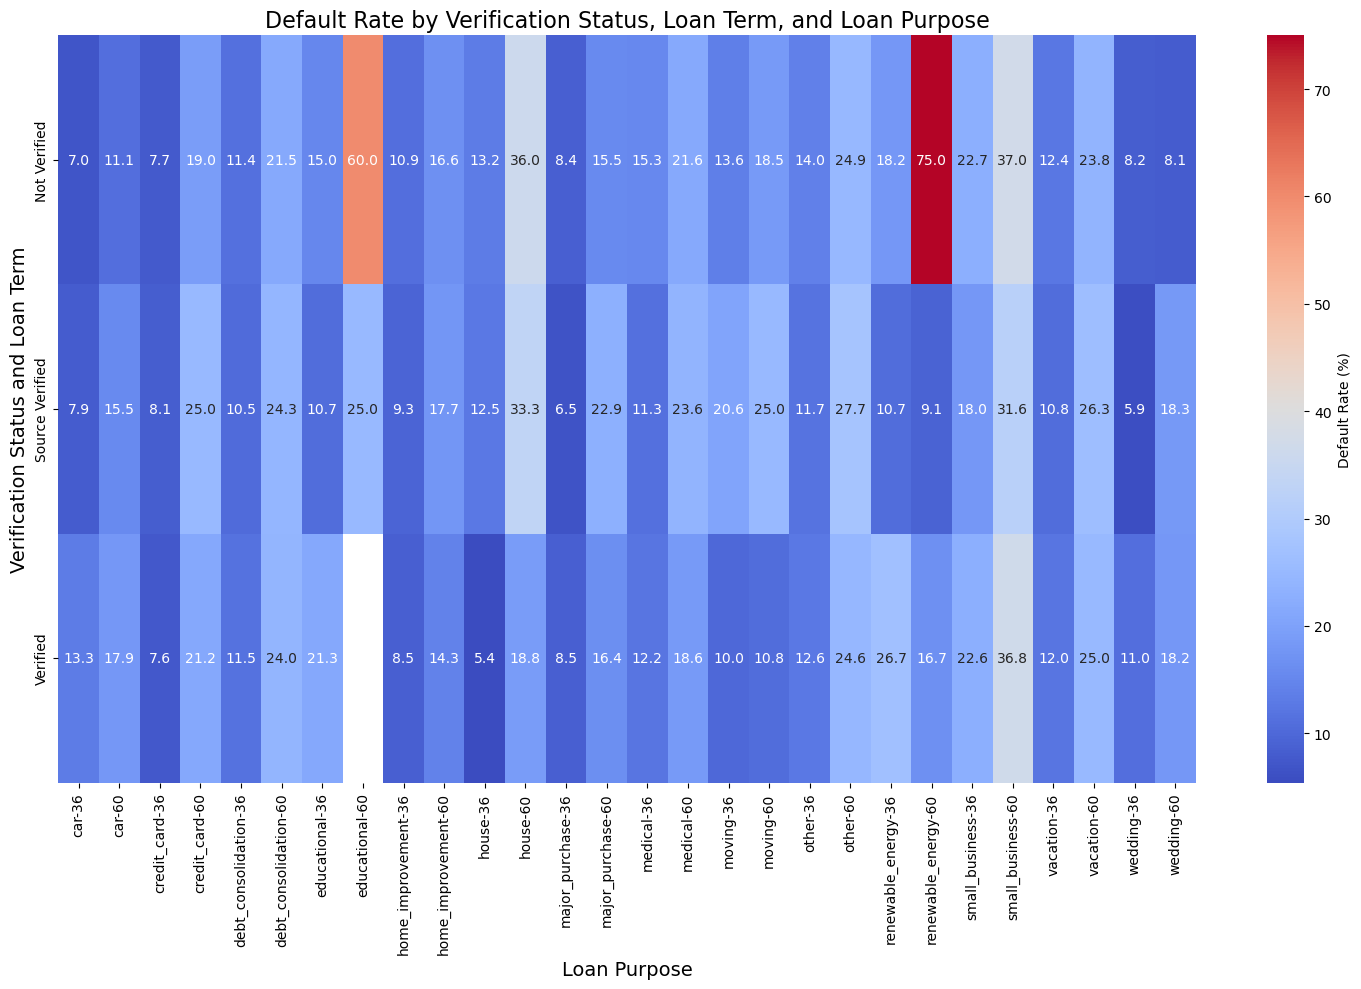 Default Rate by Verification Status, Loan Term, and Loan Purpose
Verification Status and Loan Term
Not Verified
7.0 11.1 7.7 19.0 11.4 21.5 15.0 60.0 10.9 16.6 13.2 36.0 8.4 15.5 15.3 21.6 13.6 18.5 14.0 24.9 18.2 75.0 22.7 37.0 12.4 23.8 8.2 8.1
Source Verified
7.9 15.5 8.1 25.0 10.5 24.3 10.7 25.0 9.3 17.7 12.5 33.3 6.5 22.9 11.3 23.6 20.6 25.0 11.7 27.7 10.7 9.1 18.0 31.6 10.8 26.3 5.9 18.3
Verified
13.3 17.9 7.6 21.2 11.5 24.0 21.3 8.5 14.3 5.4 18.8 8.5 16.4 12.2 18.6 10.0 10.8 12.6 24.6 26.7 16.7 22.6 36.8 12.0 25.0 11.0 18.2
car-36
car-60
credit_card-36
credit_card-60
debt_consolidation-36
debt_consolidation-60
educational-36
educational-60
home_improvement-36
home_improvement-60
house-36
house-60
major_purchase-36
major_purchase-60
medical-36
medical-60
moving-36
moving-60
other-36
other-60
renewable_energy-36
renewable_energy-60
small_business-36
small_business-60
vacation-36
vacation-60
wedding-36
wedding-60
Loan Purpose
70
60
50
40
30
20
10
Default Rate (%)